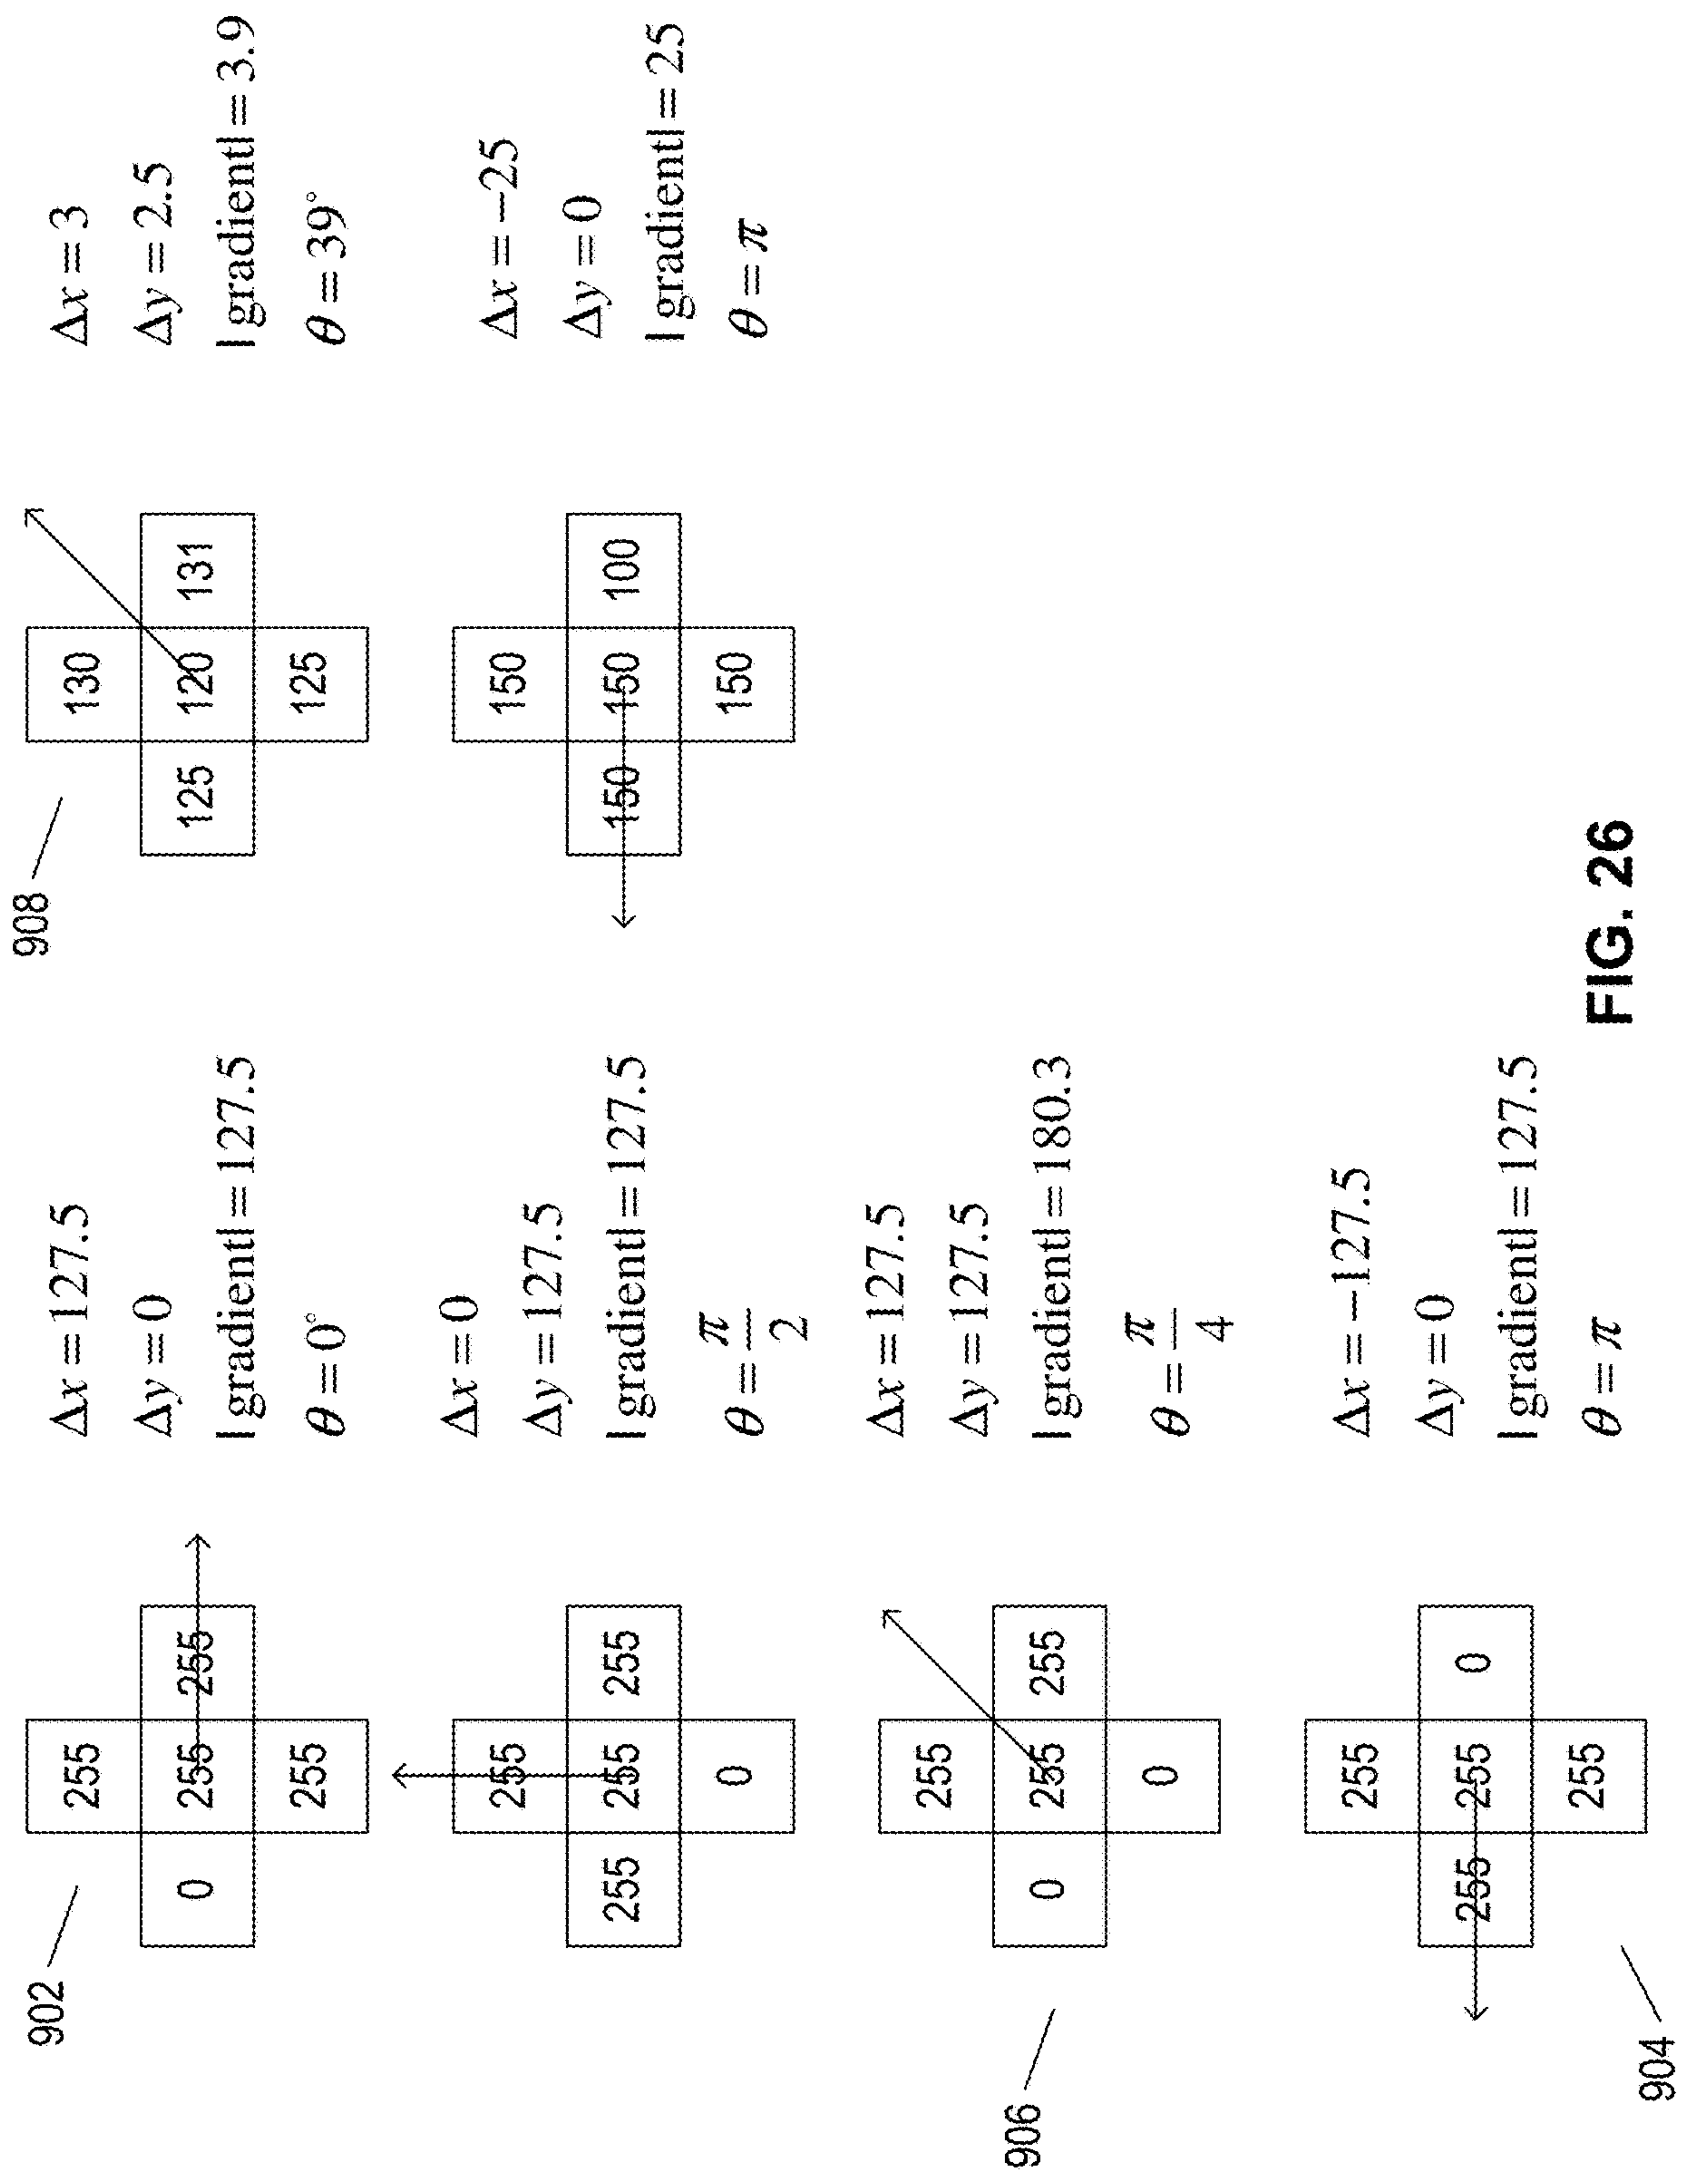 902
255
0 255 255
255
Δx = 127.5
Δy = 0
| gradient| = 127.5
θ = 0°
255
255 255 255
0
Δx = 0
Δy = 127.5
| gradient| = 127.5
θ = π/2
906
255
0 255 255
0
Δx = 127.5
Δy = 127.5
| gradient| = 180.3
θ = π/4
904
255
255 255 0
255
Δx = −127.5
Δy = 0
| gradient| = 127.5
θ = π
908
130
125 120 131
125
Δx = 3
Δy = 2.5
| gradient| = 3.9
θ = 39°
150
150 150 100
150
Δx = −25
Δy = 0
| gradient| = 25
θ = π
FIG. 26